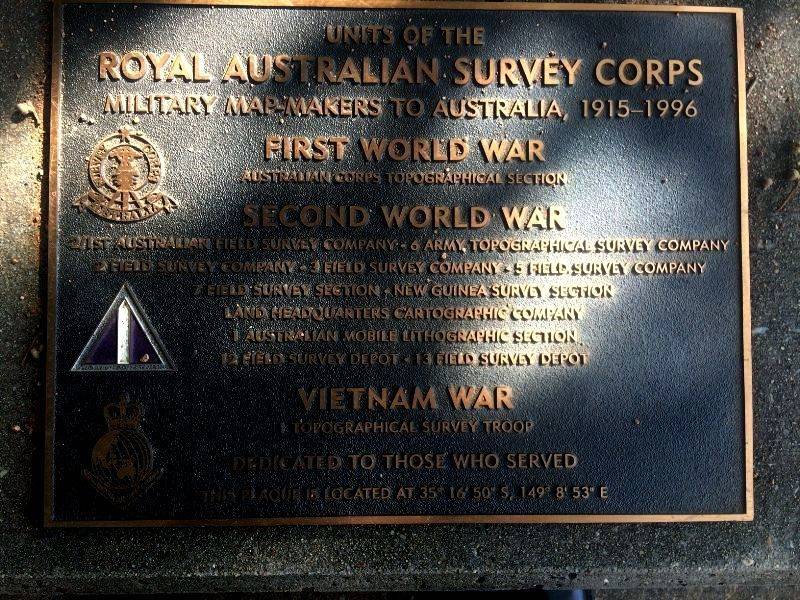 UNITS OF THE
ROYAL AUSTRALIAN SURVEY CORPS
MILITARY MAP-MAKERS TO AUSTRALIA, 1915–1996
FIRST WORLD WAR
AUSTRALIAN CORPS TOPOGRAPHICAL SECTION
SECOND WORLD WAR
2/1ST AUSTRALIAN FIELD SURVEY COMPANY • 6 ARMY TOPOGRAPHICAL SURVEY COMPANY
2 FIELD SURVEY COMPANY • 3 FIELD SURVEY COMPANY • 5 FIELD SURVEY COMPANY
7 FIELD SURVEY SECTION • NEW GUINEA SURVEY SECTION
LAND HEADQUARTERS CARTOGRAPHIC COMPANY
1 AUSTRALIAN MOBILE LITHOGRAPHIC SECTION
12 FIELD SURVEY DEPOT • 13 FIELD SURVEY DEPOT
VIETNAM WAR
1 TOPOGRAPHICAL SURVEY TROOP
DEDICATED TO THOSE WHO SERVED
THIS PLAQUE IS LOCATED AT 35° 16' 50" S, 149° 8' 53" E